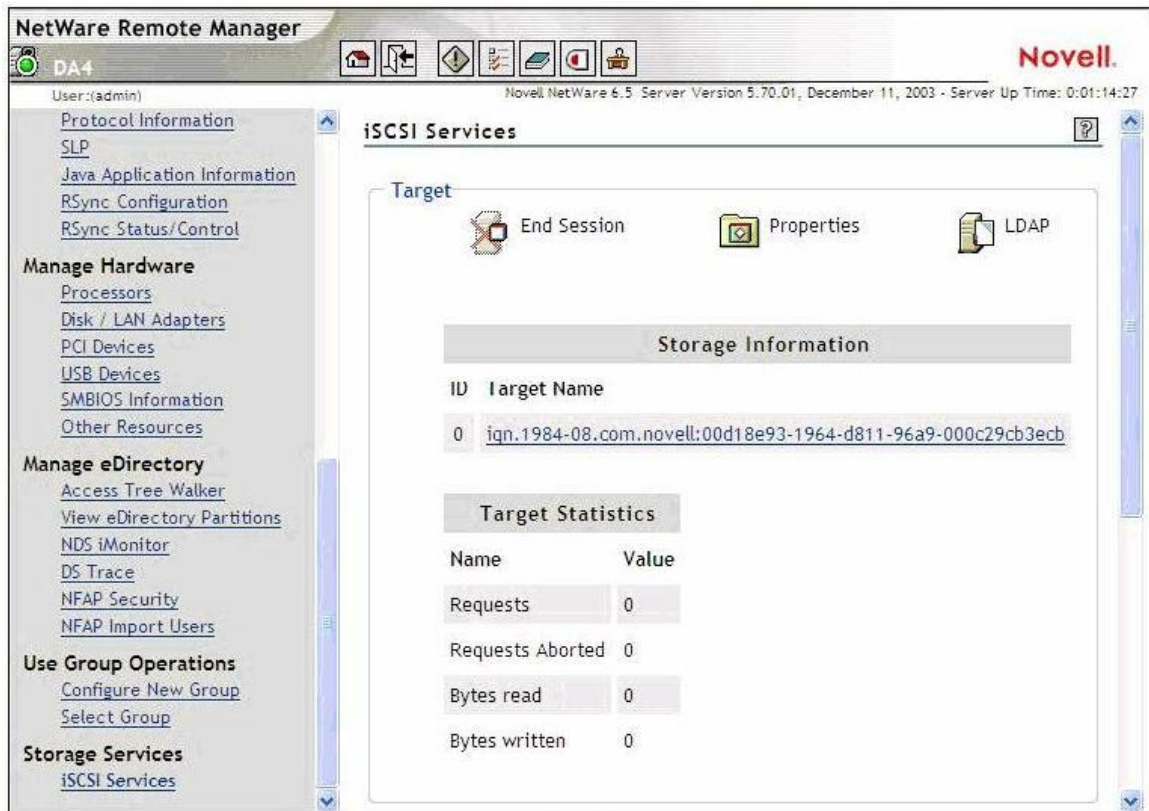 NetWare Remote Manager
DA4
Novell.
User:(admin)
Novell NetWare 6.5 Server Version 5.70.01, December 11, 2003 - Server Up Time: 0:01:14:27
Protocol Information
SLP
Java Application Information
RSync Configuration
RSync Status/Control
Manage Hardware
Processors
Disk / LAN Adapters
PCI Devices
USB Devices
SMBIOS Information
Other Resources
Manage eDirectory
Access Tree Walker
View eDirectory Partitions
NDS iMonitor
DS Trace
NFAP Security
NFAP Import Users
Use Group Operations
Configure New Group
Select Group
Storage Services
iSCSI Services
iSCSI Services
?
Target
End Session
Properties
LDAP
Storage Information
ID Target Name
0 iqn.1984-08.com.novell:00d18e93-1964-d811-96a9-000c29cb3ecb
Target Statistics
Name Value
Requests 0
Requests Aborted 0
Bytes read 0
Bytes written 0